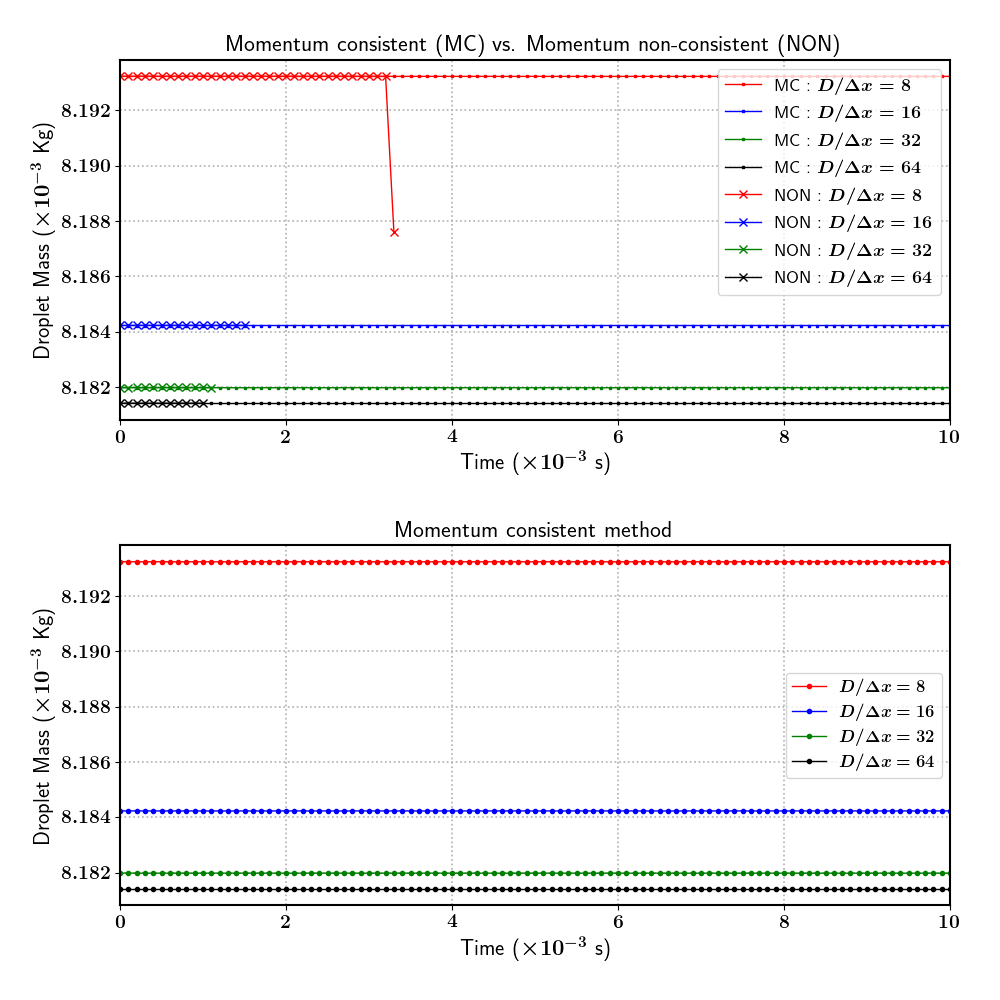 Momentum consistent (MC) vs. Momentum non-consistent (NON)
Droplet Mass (×10⁻³ Kg)
8.192
8.190
8.188
8.186
8.184
8.182
MC : D/Δx = 8
MC : D/Δx = 16
MC : D/Δx = 32
MC : D/Δx = 64
NON : D/Δx = 8
NON : D/Δx = 16
NON : D/Δx = 32
NON : D/Δx = 64
0 2 4 6 8 10
Time (×10⁻³ s)
Momentum consistent method
Droplet Mass (×10⁻³ Kg)
8.192
8.190
8.188
8.186
8.184
8.182
D/Δx = 8
D/Δx = 16
D/Δx = 32
D/Δx = 64
0 2 4 6 8 10
Time (×10⁻³ s)